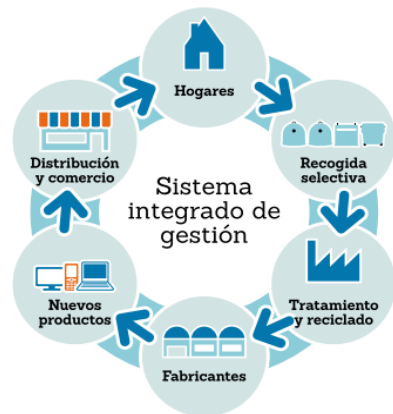 Hogares
Recogida
selectiva
Tratamiento
y reciclado
Fabricantes
Nuevos
productos
Distribución
y comercio
Sistema
integrado de
gestión